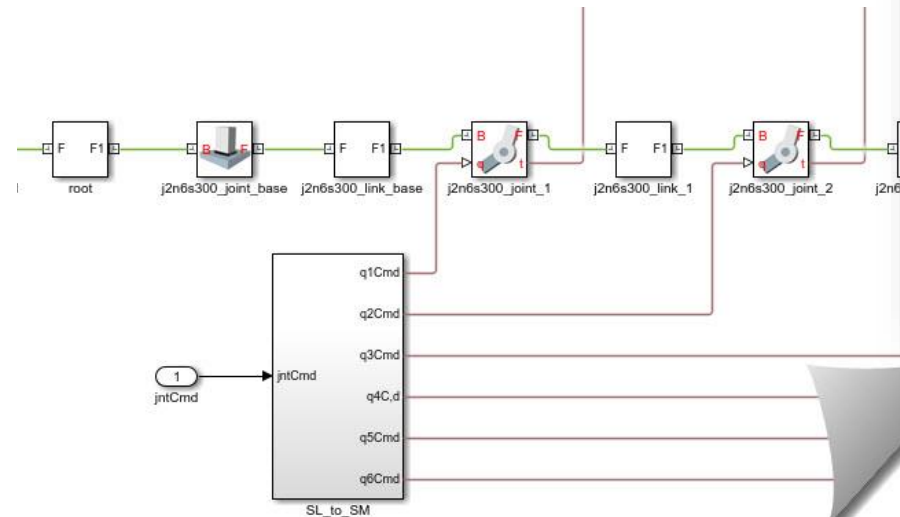 F F1 B F F F1 B F F F1 B F
q t q t
root j2n6s300_joint_base j2n6s300_link_base j2n6s300_joint_1 j2n6s300_link_1 j2n6s300_joint_2 j2n6
q1Cmd
q2Cmd
q3Cmd
1 jntCmd q4C,d
jntCmd
q5Cmd
q6Cmd
SL_to_SM